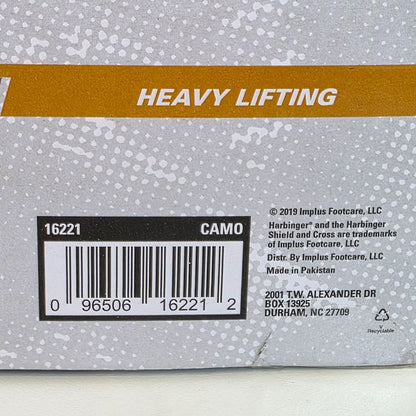 HEAVY LIFTING
16221 CAMO
0 96506 16221 2
© 2019 Implus Footcare, LLC
Harbinger® and the Harbinger
Shield and Cross are trademarks
of Implus Footcare, LLC
Distr. By Implus Footcare, LLC
Made in Pakistan
2001 T.W. ALEXANDER DR
BOX 13925
DURHAM, NC 27709
Recyclable